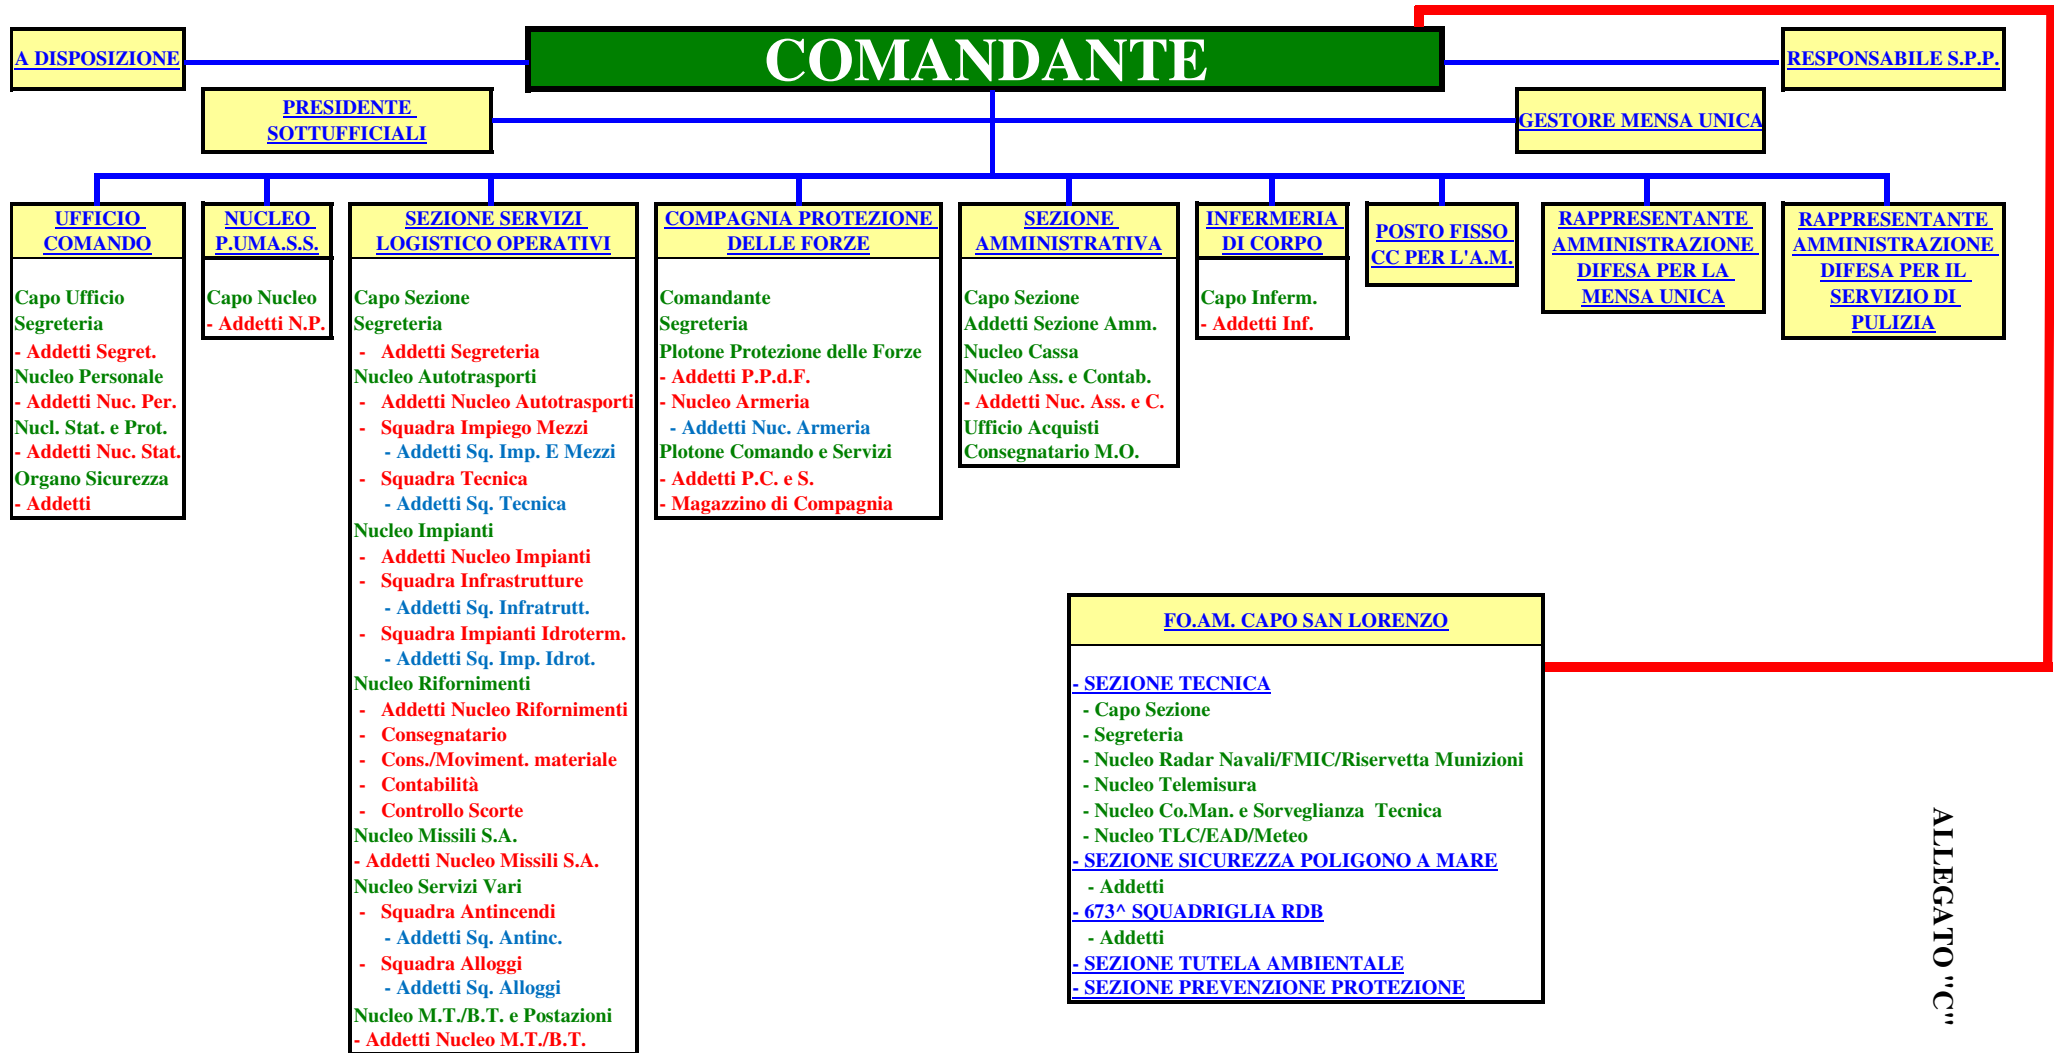 COMANDANTE
A DISPOSIZIONE
RESPONSABILE S.P.P.
PRESIDENTE
SOTTUFFICIALI
GESTORE MENSA UNICA
UFFICIO
COMANDO
Capo Ufficio
Segreteria
- Addetti Segret.
Nucleo Personale
- Addetti Nuc. Per.
Nucl. Stat. e Prot.
- Addetti Nuc. Stat.
Organo Sicurezza
- Addetti
NUCLEO
P.UMA.S.S.
Capo Nucleo
- Addetti N.P.
SEZIONE SERVIZI
LOGISTICO OPERATIVI
Capo Sezione
Segreteria
- Addetti Segreteria
Nucleo Autotrasporti
- Addetti Nucleo Autotrasporti
- Squadra Impiego Mezzi
- Addetti Sq. Imp. E Mezzi
- Squadra Tecnica
- Addetti Sq. Tecnica
Nucleo Impianti
- Addetti Nucleo Impianti
- Squadra Infrastrutture
- Addetti Sq. Infratrutt.
- Squadra Impianti Idroterm.
- Addetti Sq. Imp. Idrot.
Nucleo Rifornimenti
- Addetti Nucleo Rifornimenti
- Consegnatario
- Cons./Moviment. materiale
- Contabilità
- Controllo Scorte
Nucleo Missili S.A.
- Addetti Nucleo Missili S.A.
Nucleo Servizi Vari
- Squadra Antincendi
- Addetti Sq. Antinc.
- Squadra Alloggi
- Addetti Sq. Alloggi
Nucleo M.T./B.T. e Postazioni
- Addetti Nucleo M.T./B.T.
COMPAGNIA PROTEZIONE
DELLE FORZE
Comandante
Segreteria
Plotone Protezione delle Forze
- Addetti P.P.d.F.
- Nucleo Armeria
- Addetti Nuc. Armeria
Plotone Comando e Servizi
- Addetti P.C. e S.
- Magazzino di Compagnia
SEZIONE
AMMINISTRATIVA
Capo Sezione
Addetti Sezione Amm.
Nucleo Cassa
Nucleo Ass. e Contab.
- Addetti Nuc. Ass. e C.
Ufficio Acquisti
Consegnatario M.O.
INFERMERIA
DI CORPO
Capo Inferm.
- Addetti Inf.
POSTO FISSO
CC PER L'A.M.
RAPPRESENTANTE
AMMINISTRAZIONE
DIFESA PER LA
MENSA UNICA
RAPPRESENTANTE
AMMINISTRAZIONE
DIFESA PER IL
SERVIZIO DI
PULIZIA
FO.AM. CAPO SAN LORENZO
- SEZIONE TECNICA
- Capo Sezione
- Segreteria
- Nucleo Radar Navali/FMIC/Riservetta Munizioni
- Nucleo Telemisura
- Nucleo Co.Man. e Sorveglianza Tecnica
- Nucleo TLC/EAD/Meteo
- SEZIONE SICUREZZA POLIGONO A MARE
- Addetti
- 673^ SQUADRIGLIA RDB
- Addetti
- SEZIONE TUTELA AMBIENTALE
- SEZIONE PREVENZIONE PROTEZIONE
ALLEGATO "C"